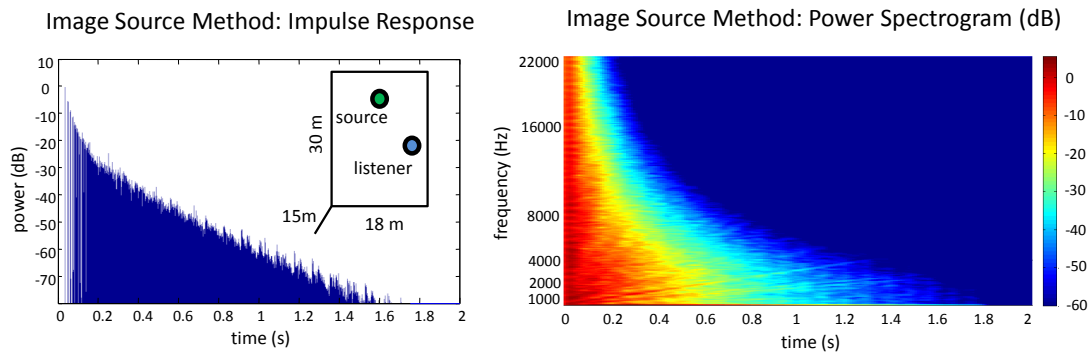 Image Source Method: Impulse Response
10
0
-10
-20
-30
-40
-50
-60
-70
power (dB)
0 0.2 0.4 0.6 0.8 1 1.2 1.4 1.6 1.8 2
time (s)
source
listener
30 m
15m
18 m
Image Source Method: Power Spectrogram (dB)
22000
16000
8000
4000
2000
1000
frequency (Hz)
0 0.2 0.4 0.6 0.8 1 1.2 1.4 1.6 1.8 2
time (s)
0
-10
-20
-30
-40
-50
-60